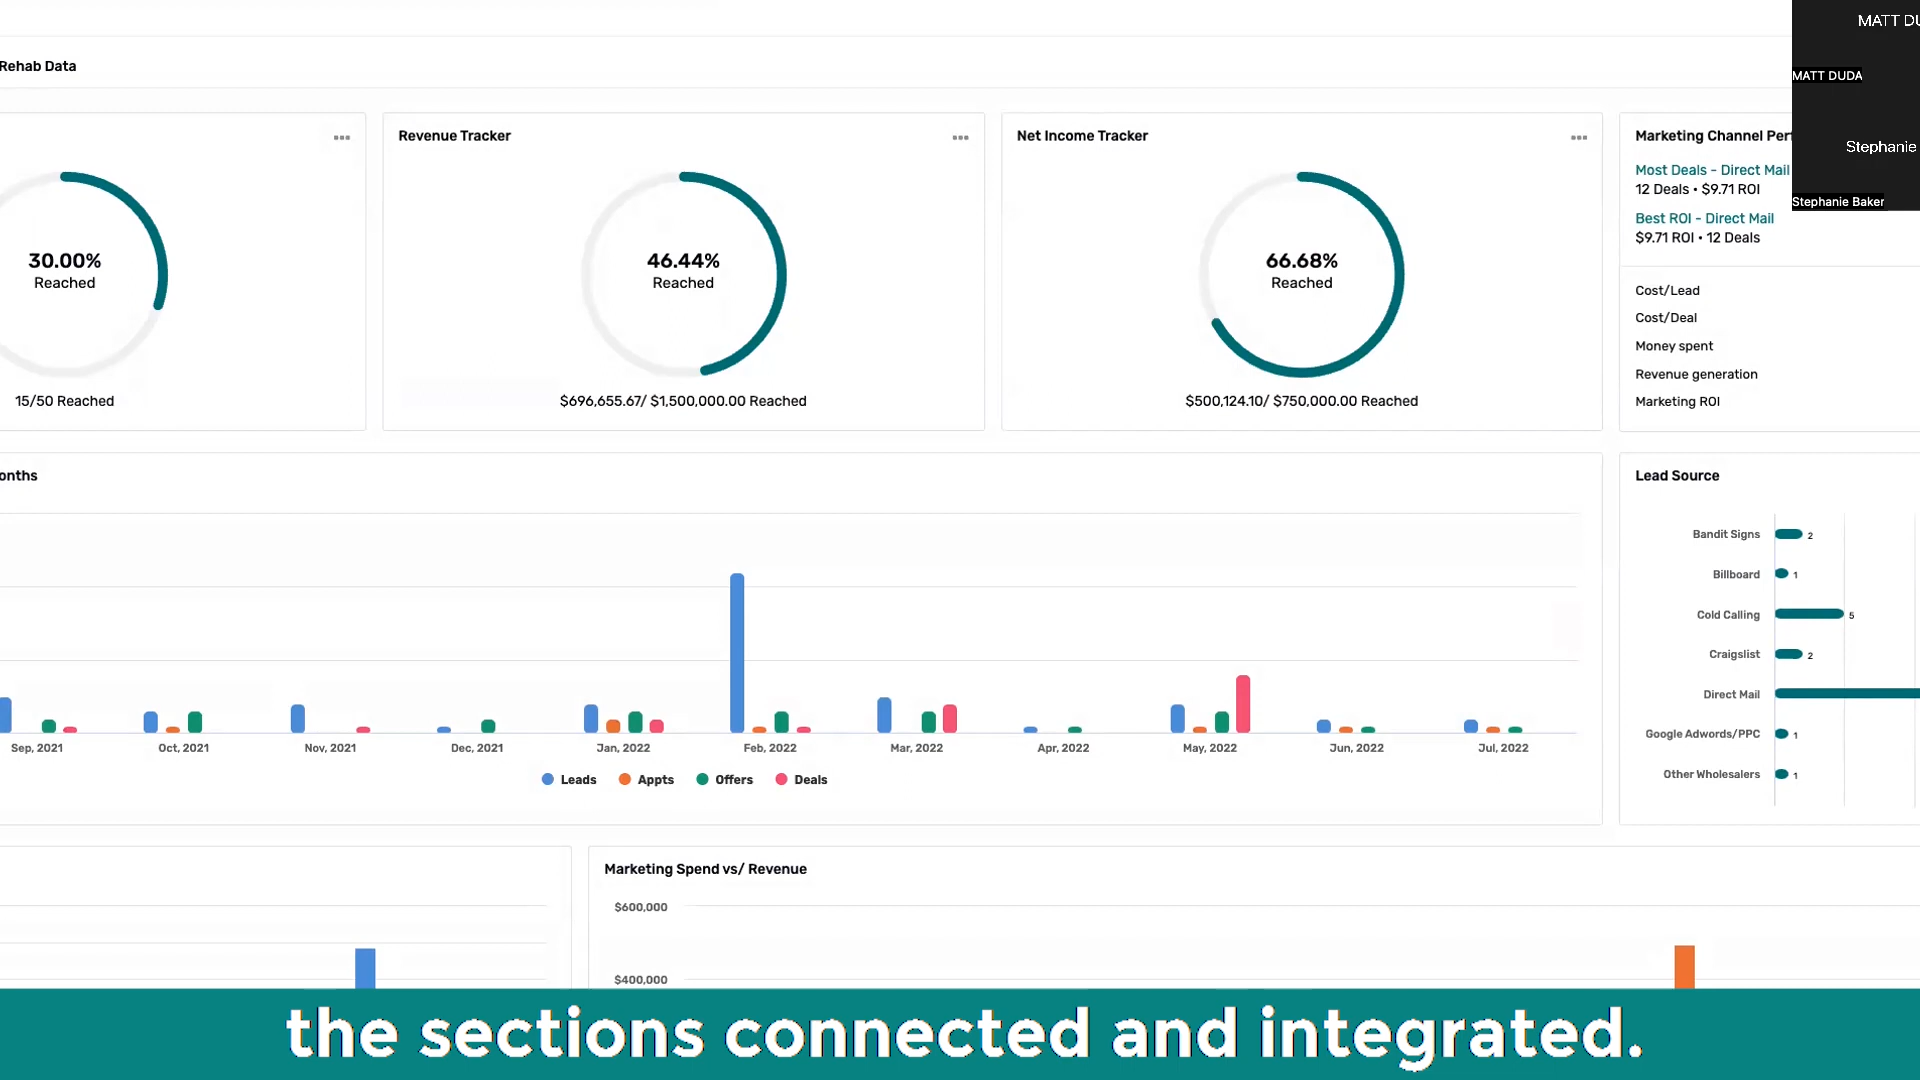 MATT DU
Rehab Data
MATT DUDA
Revenue Tracker
Net Income Tracker
Marketing Channel Per
Stephanie
Most Deals - Direct Mail
12 Deals • $9.71 ROI
Stephanie Baker
Best ROI - Direct Mail
$9.71 ROI • 12 Deals
30.00%
Reached
46.44%
Reached
66.68%
Reached
Cost/Lead
Cost/Deal
Money spent
Revenue generation
Marketing ROI
15/50 Reached
$696,655.67/ $1,500,000.00 Reached
$500,124.10/ $750,000.00 Reached
onths
Lead Source
Bandit Signs 2
Billboard 1
Cold Calling 5
Craigslist 2
Direct Mail
Google Adwords/PPC 1
Other Wholesalers 1
Sep, 2021 Oct, 2021 Nov, 2021 Dec, 2021 Jan, 2022 Feb, 2022 Mar, 2022 Apr, 2022 May, 2022 Jun, 2022 Jul, 2022
Leads Appts Offers Deals
Marketing Spend vs/ Revenue
$600,000
$400,000
the sections connected and integrated.